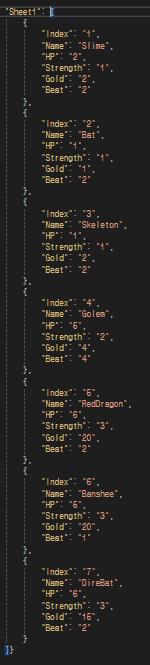 "Sheet1": [
{
"Index": "1",
"Name": "Slime",
"HP": "2",
"Strength": "1",
"Gold": "2",
"Beat": "2"
},
{
"Index": "2",
"Name": "Bat",
"HP": "1",
"Strength": "1",
"Gold": "1",
"Beat": "2"
},
{
"Index": "3",
"Name": "Skeleton",
"HP": "1",
"Strength": "1",
"Gold": "2",
"Beat": "2"
},
{
"Index": "4",
"Name": "Golem",
"HP": "6",
"Strength": "2",
"Gold": "4",
"Beat": "4"
},
{
"Index": "5",
"Name": "RedDragon",
"HP": "6",
"Strength": "3",
"Gold": "20",
"Beat": "2"
},
{
"Index": "6",
"Name": "Banshee",
"HP": "5",
"Strength": "3",
"Gold": "20",
"Beat": "1"
},
{
"Index": "7",
"Name": "DireBat",
"HP": "6",
"Strength": "3",
"Gold": "16",
"Beat": "2"
}
]}